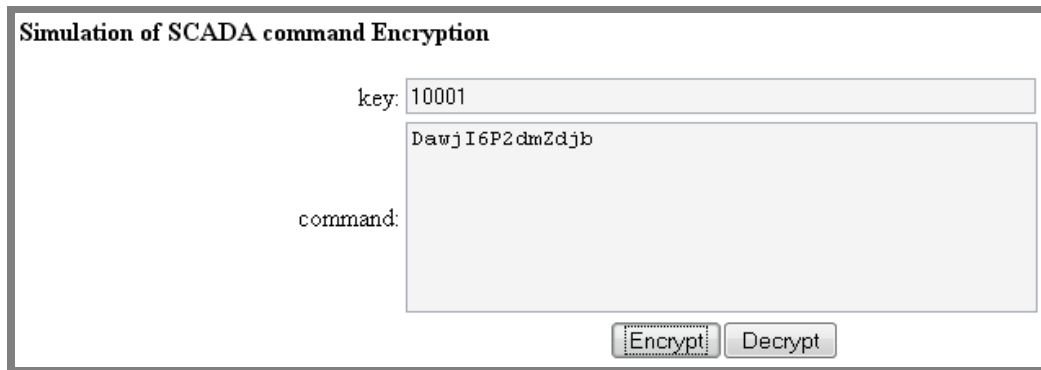 Simulation of SCADA command Encryption
key: 10001
command: DawjI6P2dmZdjb
Encrypt Decrypt